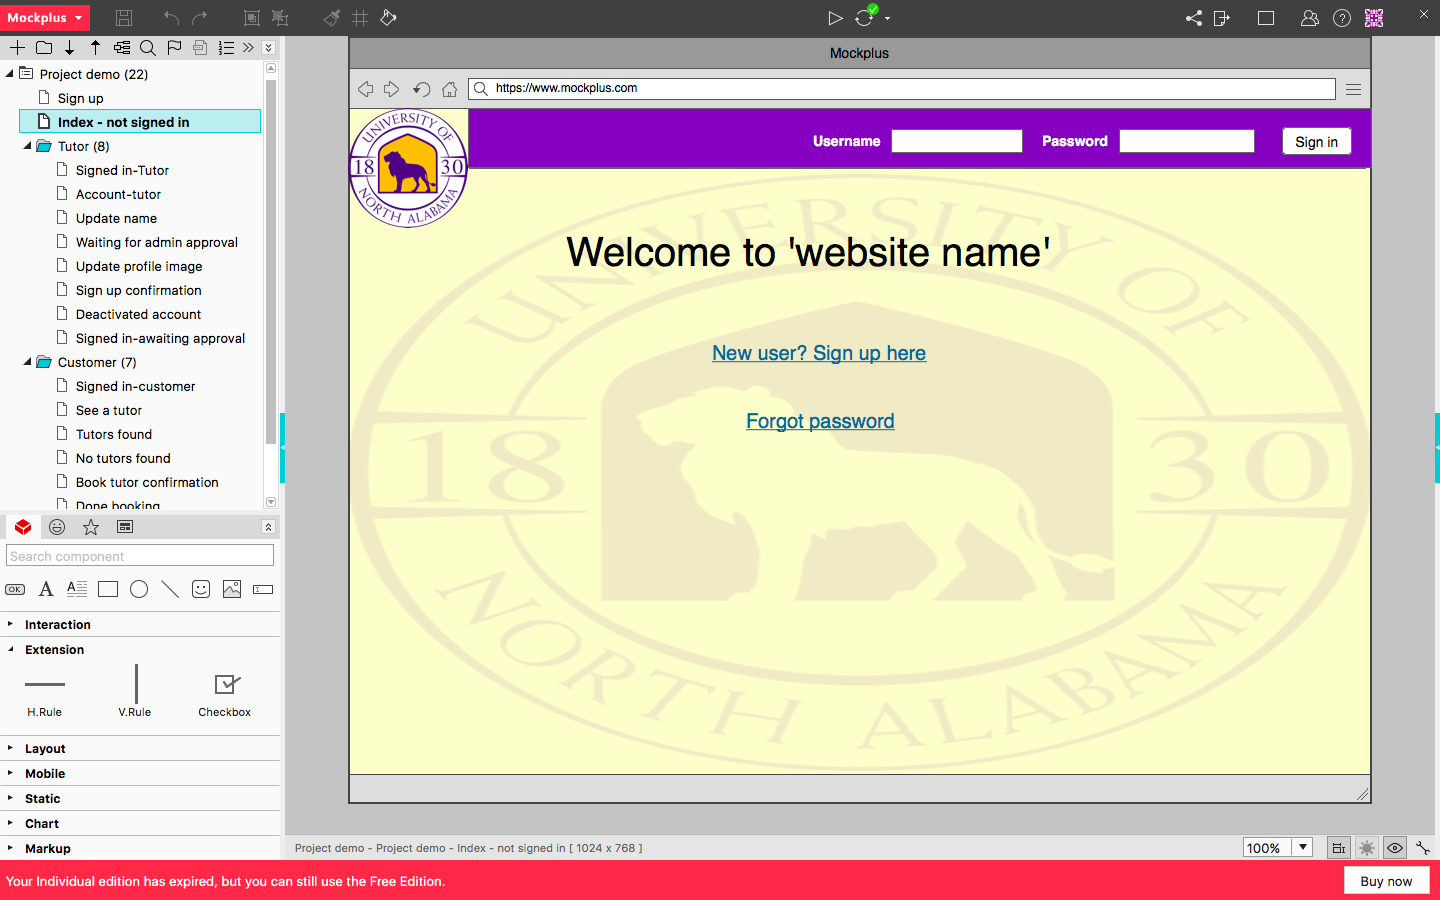 Mockplus
Project demo (22)
Sign up
Index - not signed in
Tutor (8)
Signed in-Tutor
Account-tutor
Update name
Waiting for admin approval
Update profile image
Sign up confirmation
Deactivated account
Signed in-awaiting approval
Customer (7)
Signed in-customer
See a tutor
Tutors found
No tutors found
Book tutor confirmation
Done booking
Search component
OK
Interaction
Extension
H.Rule
V.Rule
Checkbox
Layout
Mobile
Static
Chart
Markup
Mockplus
https://www.mockplus.com
UNIVERSITY OF
18 30
NORTH ALABAMA
Username
Password
Sign in
UNIVERSITY OF
Welcome to 'website name'
New user? Sign up here
Forgot password
18 30
NORTH ALABAMA
Project demo - Project demo - Index - not signed in [ 1024 x 768 ]
100%
Your Individual edition has expired, but you can still use the Free Edition.
Buy now